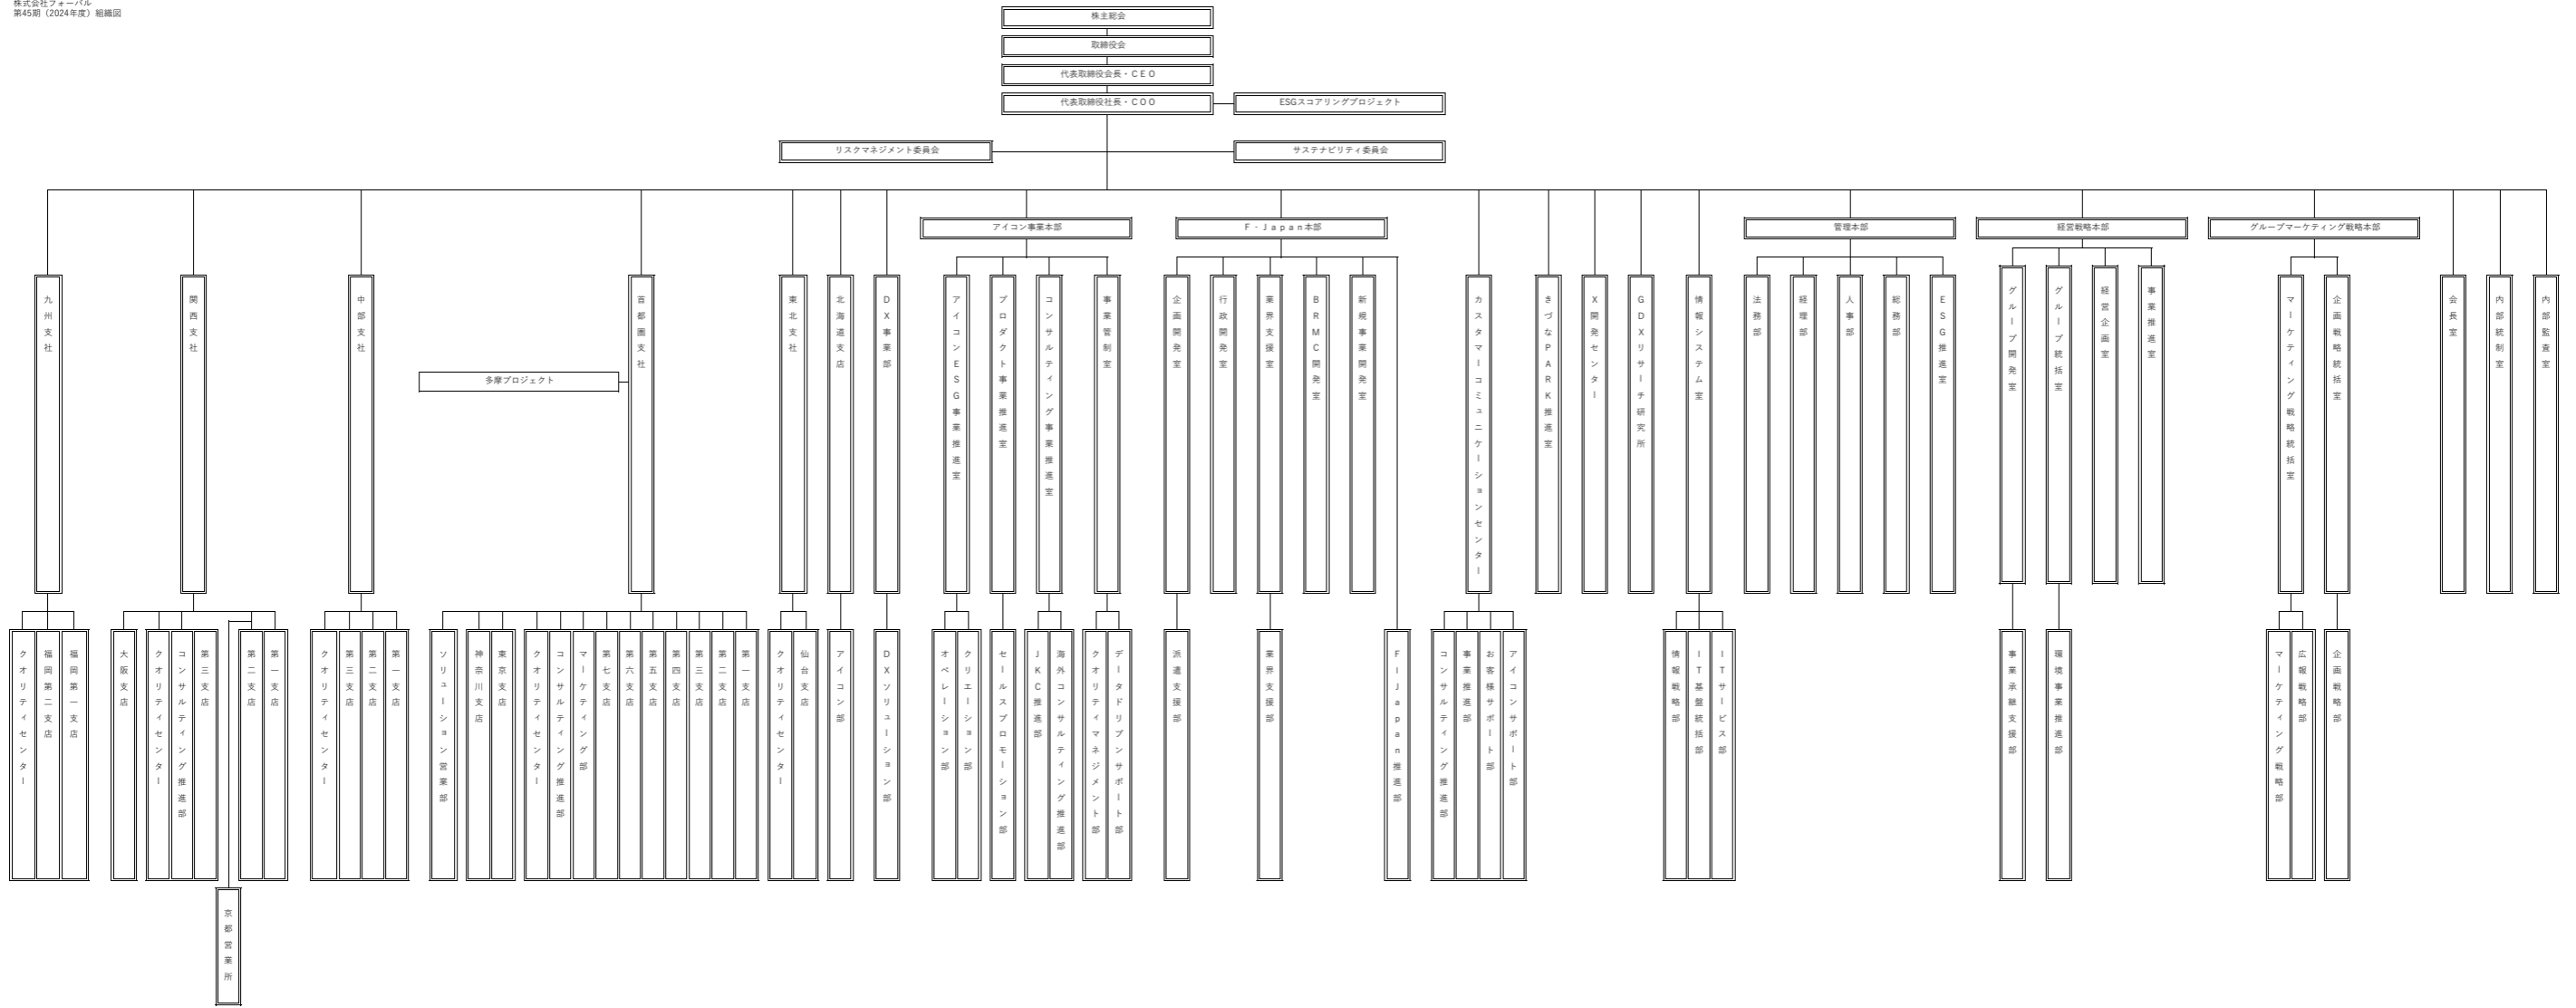 株式会社フォーバル
第45期（2024年度）組織図
株主総会
取締役会
代表取締役会長・CEO
代表取締役社長・COO
ESGスコアリングプロジェクト
リスクマネジメント委員会
サステナビリティ委員会
アイコン事業本部
F‐Japan本部
管理本部
経営戦略本部
グループマーケティング戦略本部
九州支社
関西支社
中部支社
首都圏支社
多摩プロジェクト
東北支社
北海道支店
DX事業部
アイコンESG事業推進室
プロダクト事業推進室
コンサルティング事業推進室
事業管制室
企画開発室
行政開発室
業界支援室
BRMC開発室
新規事業開発室
カスタマーコミュニケーションセンター
きづなPARK推進室
X開発センター
GDXリサーチ研究所
情報システム室
法務部
経理部
人事部
総務部
ESG推進室
グループ開発室
グループ統括室
経営企画室
事業推進室
マーケティング戦略統括室
企画戦略統括室
会長室
内部統制室
内部監査室
クオリティセンター
福岡第二支店
福岡第一支店
大阪支店
クオリティセンター
コンサルティング推進部
第三支店
第二支店
第一支店
クオリティセンター
第三支店
第二支店
第一支店
ソリューション営業部
神奈川支店
東京支店
クオリティセンター
コンサルティング推進部
マーケティング部
第七支店
第六支店
第五支店
第四支店
第三支店
第二支店
第一支店
クオリティセンター
仙台支店
アイコン部
DXソリューション部
オペレーション部
クリエーション部
セールスプロモーション部
JKC推進部
海外コンサルティング推進部
クオリティマネジメント部
データドリブンサポート部
派遣支援部
業界支援部
F‐Japan推進部
コンサルティング推進部
事業推進部
お客様サポート部
アイコンサポート部
情報戦略部
IT基盤統括部
ITサービス部
事業承継支援部
環境事業推進部
マーケティング戦略部
広報戦略部
企画戦略部
京都営業所